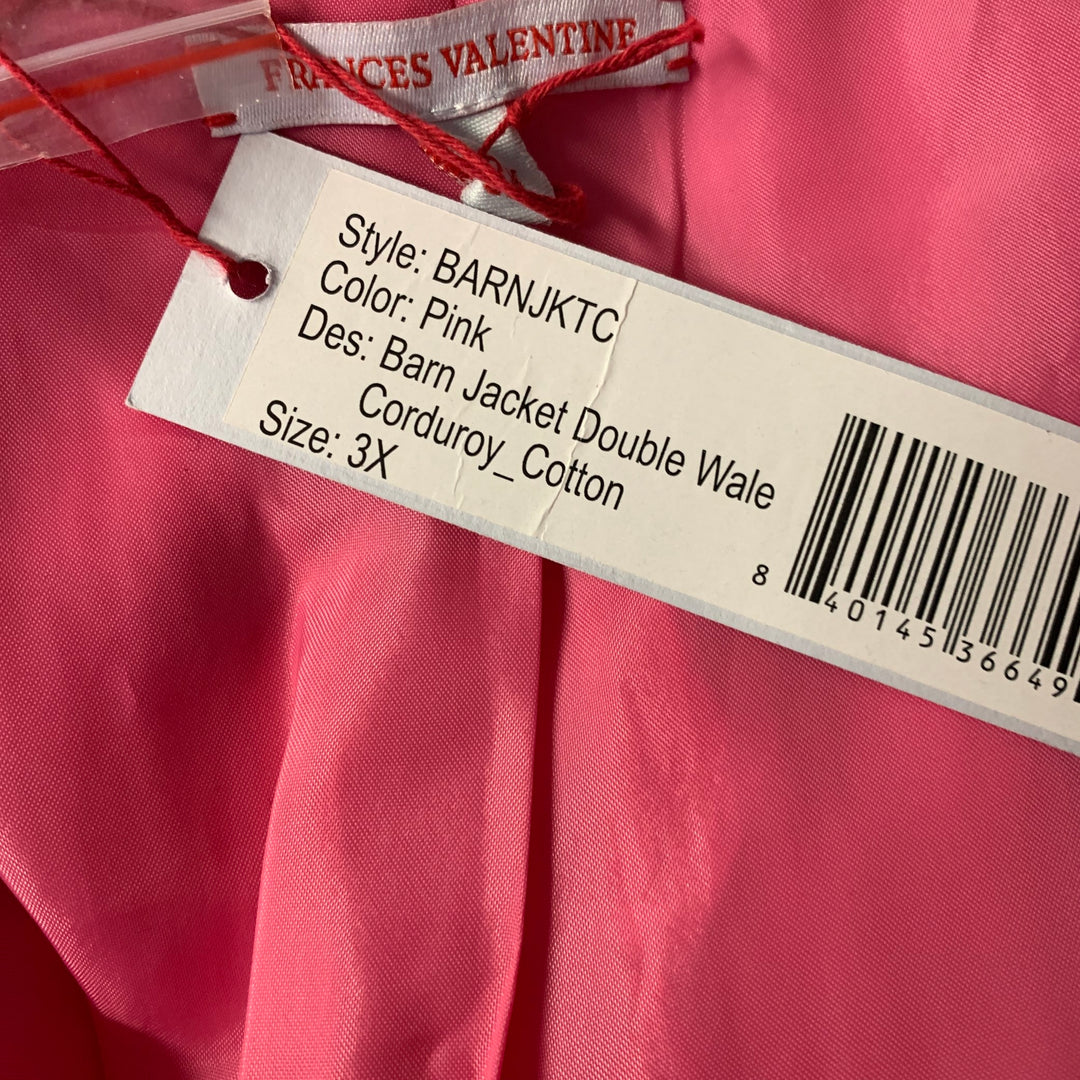 FRANCES VALENTINE
Style: BARNJKTC
Color: Pink
Des: Barn Jacket Double Wale
Corduroy_Cotton
Size: 3X
8 40145 36649